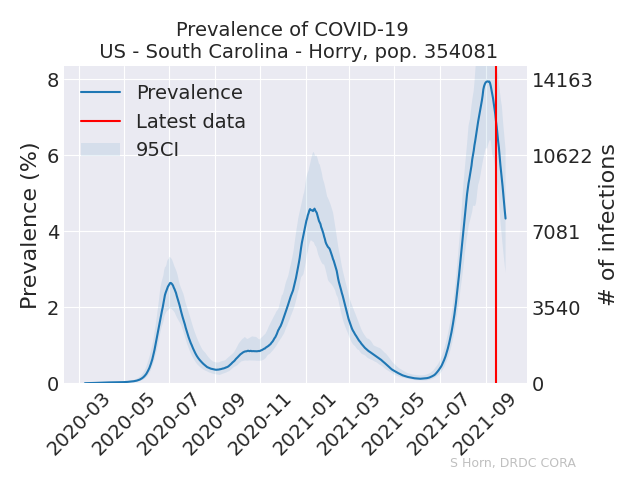 Prevalence of COVID-19
US - South Carolina - Horry, pop. 354081
Prevalence
Latest data
95CI
Prevalence (%)
8
6
4
2
0
14163
10622
7081
3540
0
# of infections
2020-03
2020-05
2020-07
2020-09
2020-11
2021-01
2021-03
2021-05
2021-07
2021-09
S Horn, DRDC CORA